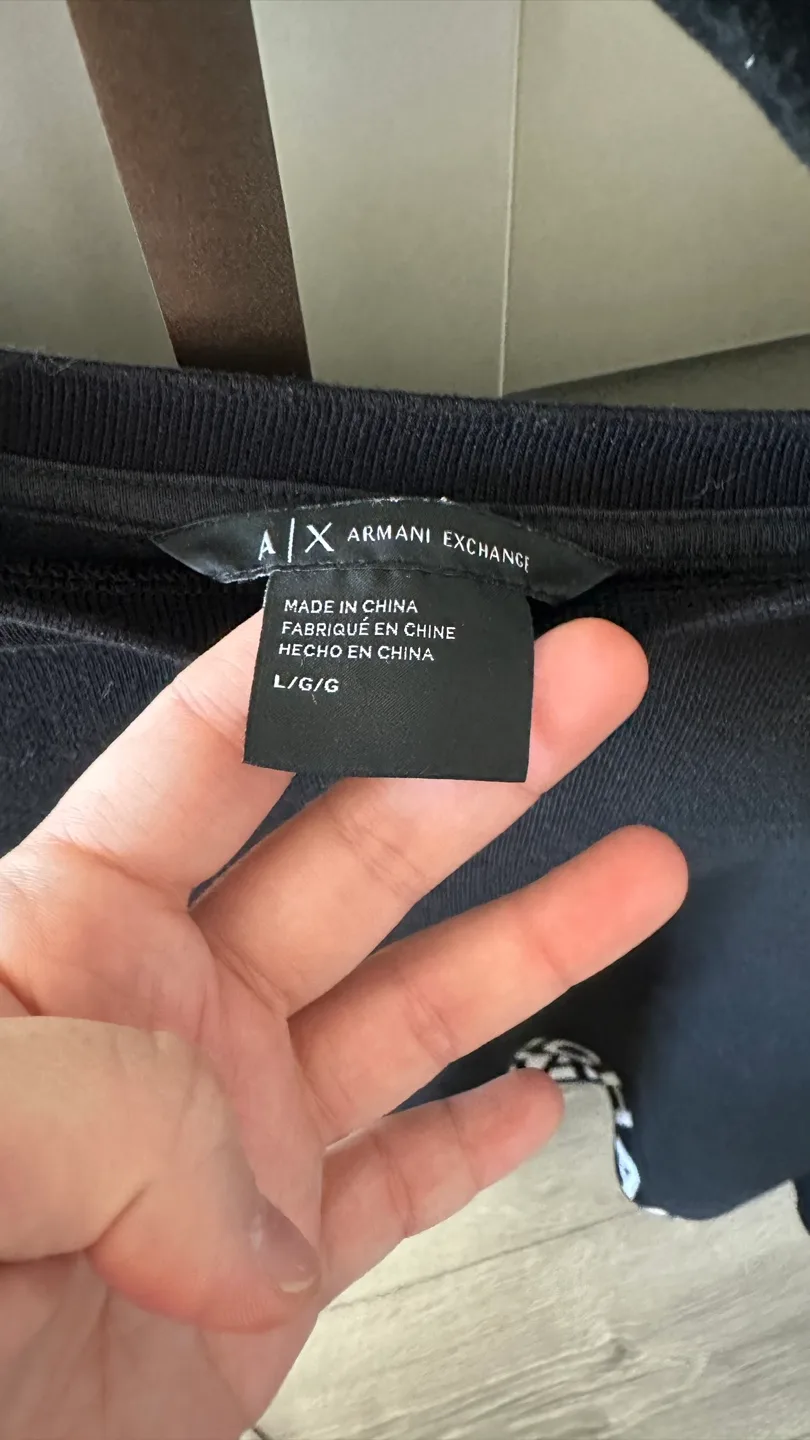 A|X ARMANI EXCHANGE
MADE IN CHINA
FABRIQUÉ EN CHINE
HECHO EN CHINA
L/G/G